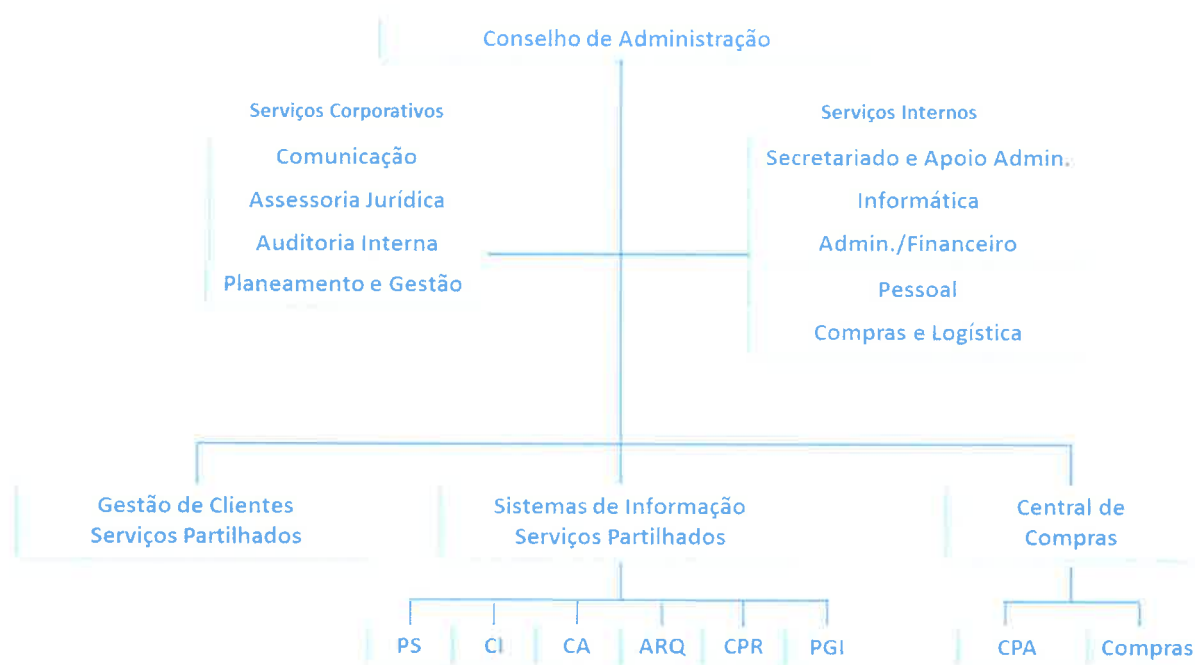 Conselho de Administração
Serviços Corporativos
Comunicação
Assessoria Jurídica
Auditoria Interna
Planeamento e Gestão
Serviços Internos
Secretariado e Apoio Admin.
Informática
Admin./Financeiro
Pessoal
Compras e Logística
Gestão de Clientes
Serviços Partilhados
Sistemas de Informação
Serviços Partilhados
Central de
Compras
PS
CI
CA
ARQ
CPR
PGI
CPA
Compras